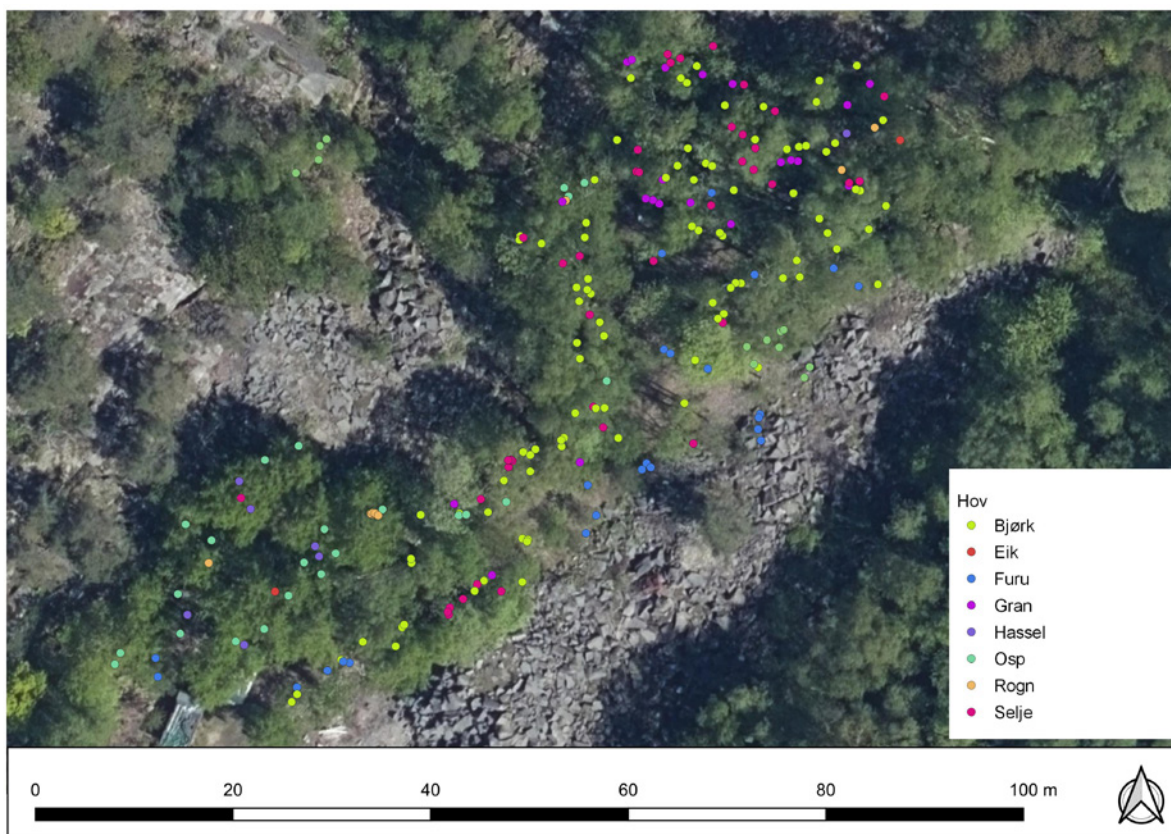 Hov
Bjørk
Eik
Furu
Gran
Hassel
Osp
Rogn
Selje
0 20 40 60 80 100 m